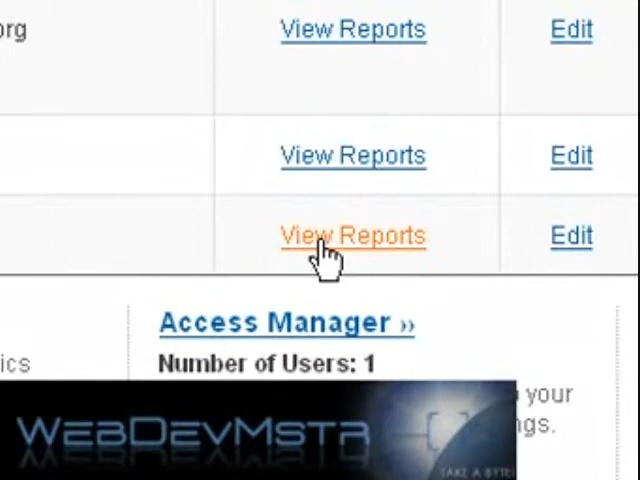 org View Reports Edit
View Reports Edit
View Reports Edit
Access Manager »
ics Number of Users: 1
your
ngs.
WEBDEVMSTR
TAKE A BYTE